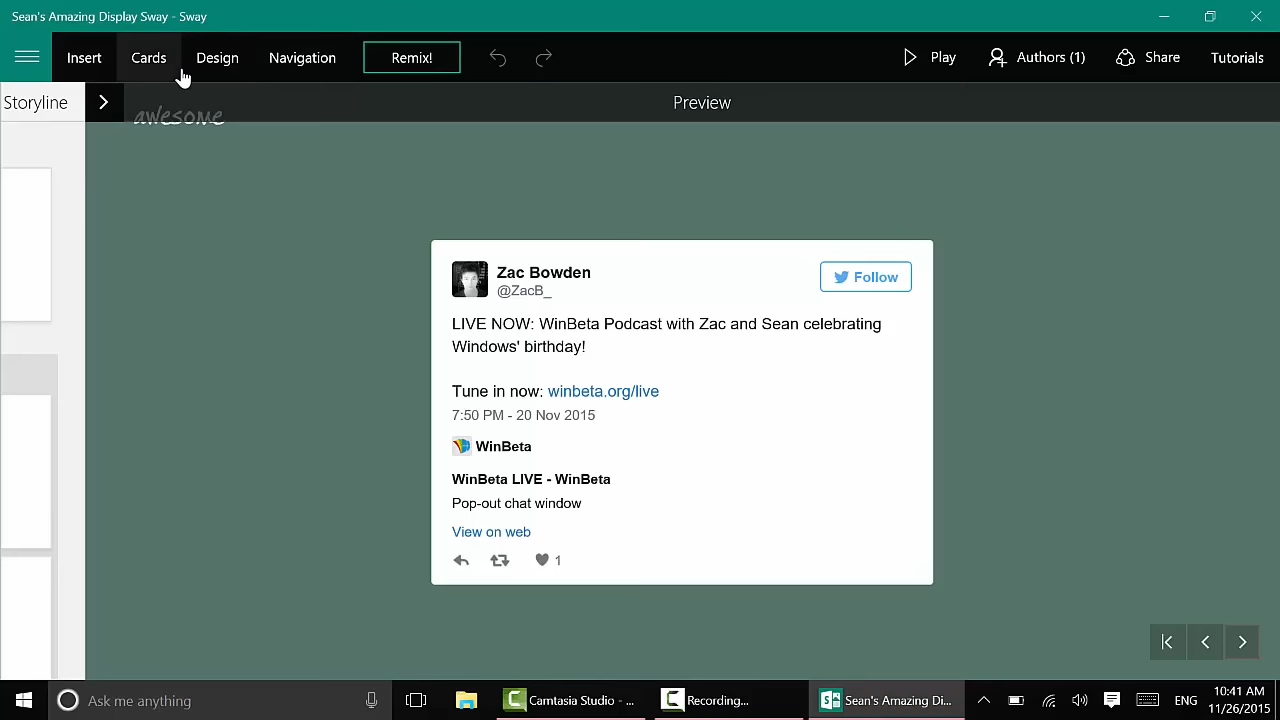 Sean's Amazing Display Sway - Sway
Insert Cards Design Navigation Remix! Play Authors (1) Share Tutorials
Storyline Preview
awesome
Zac Bowden
@ZacB_
Follow
LIVE NOW: WinBeta Podcast with Zac and Sean celebrating
Windows' birthday!
Tune in now: winbeta.org/live
7:50 PM - 20 Nov 2015
WinBeta
WinBeta LIVE - WinBeta
Pop-out chat window
View on web
1
Ask me anything
Camtasia Studio - ...
Recording...
Sean's Amazing Di...
ENG
10:41 AM
11/26/2015